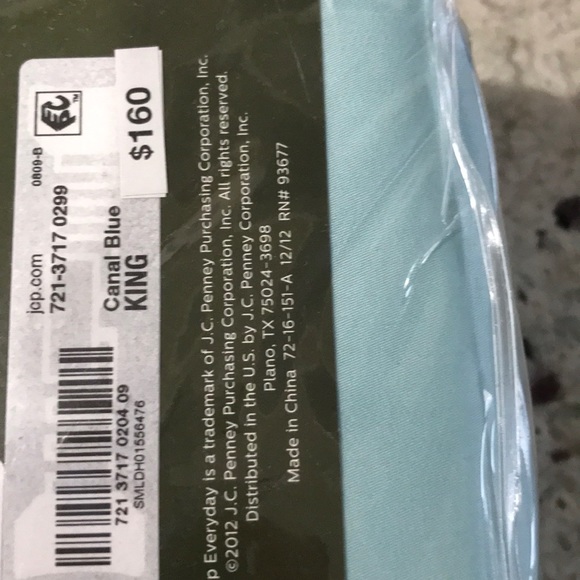 jcp.com
0809-B
EPC™
721-3717 0299
Canal Blue
KING
$160
721 3717 0204 09
SMLDH01556476
p Everyday is a trademark of J.C. Penney Purchasing Corporation, Inc.
©2012 J.C. Penney Purchasing Corporation, Inc. All rights reserved.
Distributed in the U.S. by J.C. Penney Corporation, Inc.
Plano, TX 75024-3698
Made in China 72-16-151-A 12/12 RN# 93677